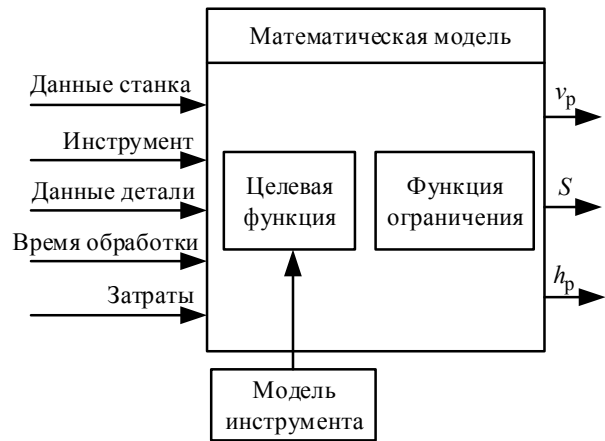 Математическая модель
Данные станка
Инструмент
Данные детали
Время обработки
Затраты
Целевая
функция
Функция
ограничения
vр
S
hр
Модель
инструмента